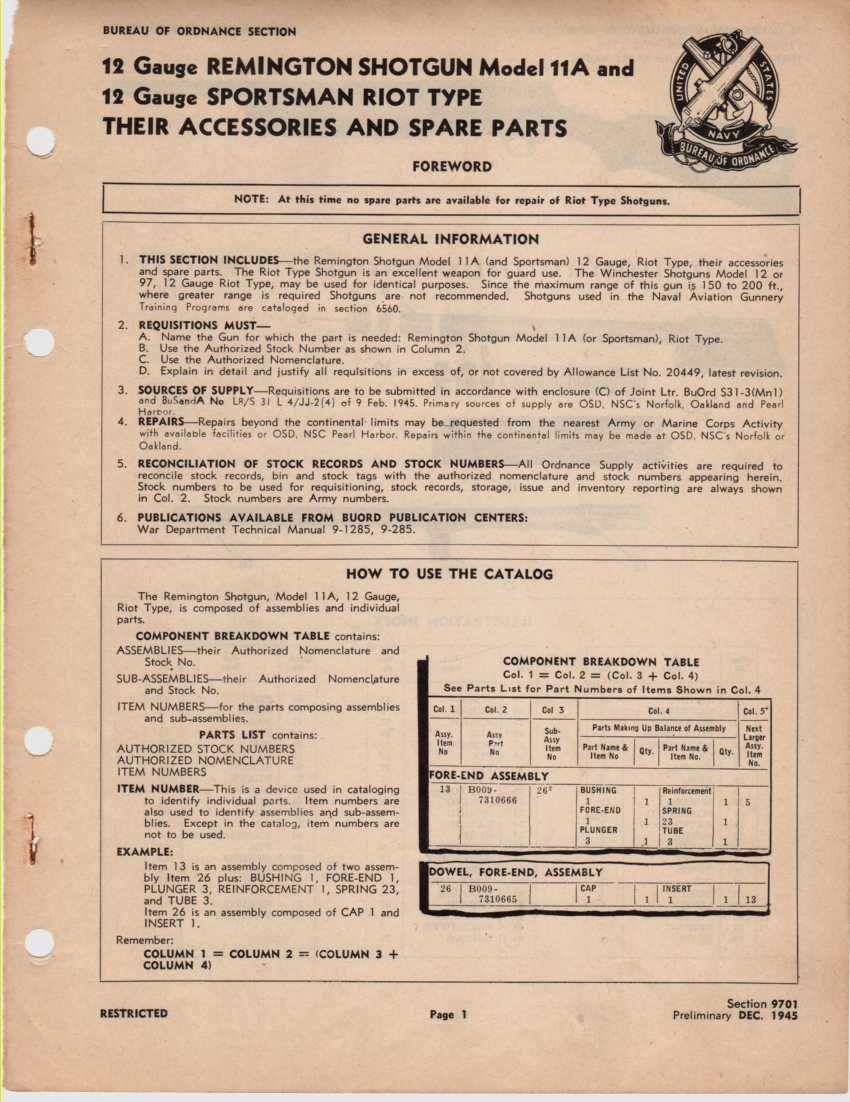 BUREAU OF ORDNANCE SECTION
12 Gauge REMINGTON SHOTGUN Model 11A and
12 Gauge SPORTSMAN RIOT TYPE
THEIR ACCESSORIES AND SPARE PARTS
UNITED STATES
NAVY
BUREAU OF ORDNANCE
FOREWORD
NOTE: At this time no spare parts are available for repair of Riot Type Shotguns.
GENERAL INFORMATION
1. THIS SECTION INCLUDES—the Remington Shotgun Model 11A (and Sportsman) 12 Gauge, Riot Type, their accessories
and spare parts. The Riot Type Shotgun is an excellent weapon for guard use. The Winchester Shotguns Model 12 or
97, 12 Gauge Riot Type, may be used for identical purposes. Since the maximum range of this gun is 150 to 200 ft.,
where greater range is required Shotguns are not recommended. Shotguns used in the Naval Aviation Gunnery
Training Programs are cataloged in section 6560.
2. REQUISITIONS MUST—
A. Name the Gun for which the part is needed: Remington Shotgun Model 11A (or Sportsman), Riot Type.
B. Use the Authorized Stock Number as shown in Column 2.
C. Use the Authorized Nomenclature.
D. Explain in detail and justify all requisitions in excess of, or not covered by Allowance List No. 20449, latest revision.
3. SOURCES OF SUPPLY—Requisitions are to be submitted in accordance with enclosure (C) of Joint Ltr. BuOrd S31-3(Mn1)
and BuSandA No LR/S 31 L 4/JJ-2(4) of 9 Feb. 1945. Primary sources of supply are OSD, NSC's Norfolk, Oakland and Pearl
Harbor.
4. REPAIRS—Repairs beyond the continental limits may be requested from the nearest Army or Marine Corps Activity
with available facilities or OSD, NSC Pearl Harbor. Repairs within the continental limits may be made at OSD, NSC's Norfolk or
Oakland.
5. RECONCILIATION OF STOCK RECORDS AND STOCK NUMBERS—All Ordnance Supply activities are required to
reconcile stock records, bin and stock tags with the authorized nomenclature and stock numbers appearing herein.
Stock numbers to be used for requisitioning, stock records, storage, issue and inventory reporting are always shown
in Col. 2. Stock numbers are Army numbers.
6. PUBLICATIONS AVAILABLE FROM BUORD PUBLICATION CENTERS:
War Department Technical Manual 9-1285, 9-285.
HOW TO USE THE CATALOG
The Remington Shotgun, Model 11A, 12 Gauge,
Riot Type, is composed of assemblies and individual
parts.
COMPONENT BREAKDOWN TABLE contains:
ASSEMBLIES—their Authorized Nomenclature and
Stock No.
SUB-ASSEMBLIES—their Authorized Nomenclature
and Stock No.
ITEM NUMBERS—for the parts composing assemblies
and sub-assemblies.
PARTS LIST contains:
AUTHORIZED STOCK NUMBERS
AUTHORIZED NOMENCLATURE
ITEM NUMBERS
ITEM NUMBER—This is a device used in cataloging
to identify individual parts. Item numbers are
also used to identify assemblies and sub-assem-
blies. Except in the catalog, item numbers are
not to be used.
EXAMPLE:
Item 13 is an assembly composed of two assem-
bly Item 26 plus: BUSHING 1, FORE-END 1,
PLUNGER 3, REINFORCEMENT 1, SPRING 23,
and TUBE 3.
Item 26 is an assembly composed of CAP 1 and
INSERT 1.
Remember:
COLUMN 1 = COLUMN 2 = (COLUMN 3 +
COLUMN 4)
COMPONENT BREAKDOWN TABLE
Col. 1 = Col. 2 = (Col. 3 + Col. 4)
See Parts List for Part Numbers of Items Shown in Col. 4
Col. 1 Col. 2 Col 3 Col. 4 Col. 5
Assy. Item No Assy Part No Sub-Assy Item No Parts Making Up Balance of Assembly Next Larger Assy. Item No.
Part Name & Item No Qty. Part Name & Item No. Qty.
FORE-END ASSEMBLY
13 B009- 26² BUSHING Reinforcement
7310666 1 1 1 1 5
FORE-END SPRING
1 1 23 1
PLUNGER TUBE
3 1 3 1
DOWEL, FORE-END, ASSEMBLY
26 B009- CAP INSERT
7310665 1 1 1 1 13
RESTRICTED
Page 1
Section 9701
Preliminary DEC. 1945